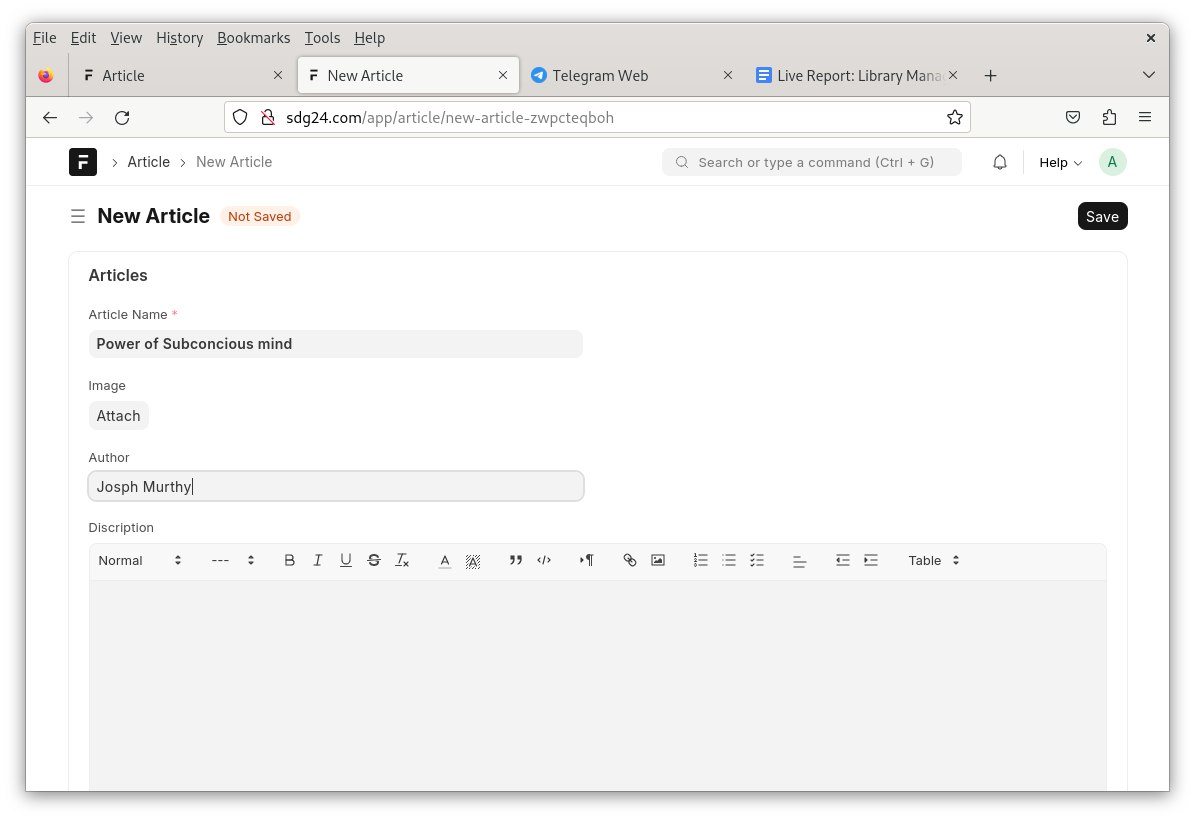 File Edit View History Bookmarks Tools Help
Article New Article Telegram Web Live Report: Library Mana
sdg24.com/app/article/new-article-zwpcteqboh
Article New Article Search or type a command (Ctrl + G) Help A
New Article Not Saved Save
Articles
Article Name *
Power of Subconcious mind
Image
Attach
Author
Josph Murthy
Discription
Normal --- Table